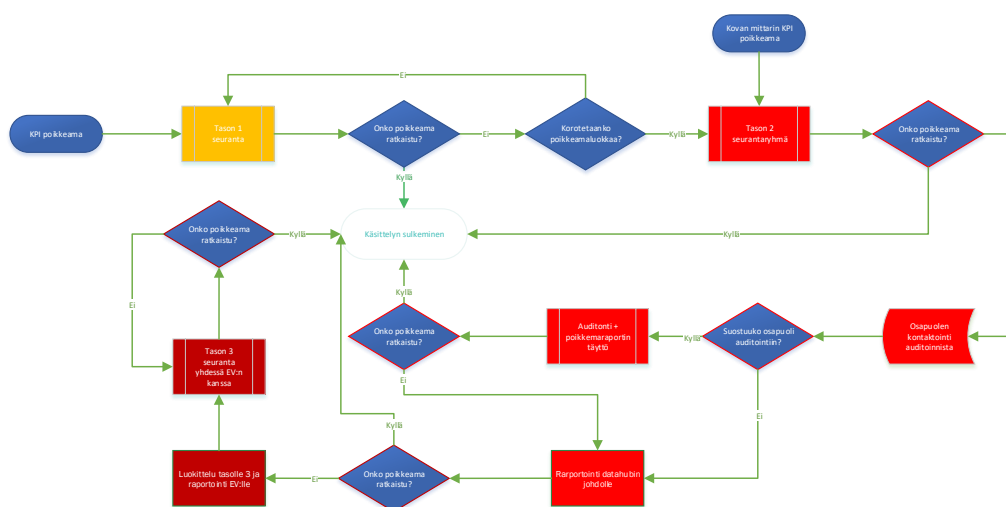 Kovan mittarin KPI
poikkeama
Ei
KPI poikkeama
Tason 1
seuranta
Onko poikkeama
ratkaistu?
Ei
Korotetaanko
poikkeamaluokkaa?
Kyllä
Tason 2
seurantaryhmä
Onko poikkeama
ratkaistu?
Kyllä
Onko poikkeama
ratkaistu?
Kyllä
Käsittelyn sulkeminen
Kyllä
Ei
Kyllä
Tason 3
seuranta
yhdessä EV:n
kanssa
Onko poikkeama
ratkaistu?
Auditonti +
poikkemaraportin
täyttö
Kyllä
Suostuuko osapuoli
auditointiin?
Osapuolen
kontaktointi
auditoinnista
Ei
Ei
Kyllä
Luokittelu tasolle 3 ja
raportointi EV:lle
Ei
Onko poikkeama
ratkaistu?
Rarportointi datahubin
johdolle